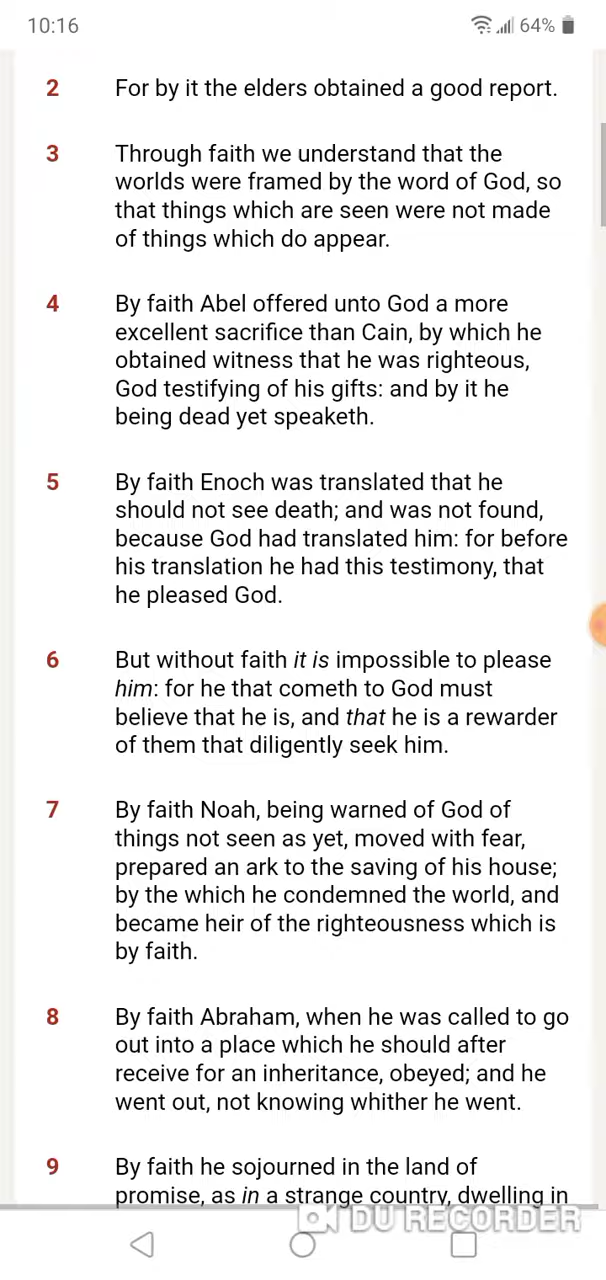 10:16
64%
2 For by it the elders obtained a good report.
3 Through faith we understand that the
worlds were framed by the word of God, so
that things which are seen were not made
of things which do appear.
4 By faith Abel offered unto God a more
excellent sacrifice than Cain, by which he
obtained witness that he was righteous,
God testifying of his gifts: and by it he
being dead yet speaketh.
5 By faith Enoch was translated that he
should not see death; and was not found,
because God had translated him: for before
his translation he had this testimony, that
he pleased God.
6 But without faith it is impossible to please
him: for he that cometh to God must
believe that he is, and that he is a rewarder
of them that diligently seek him.
7 By faith Noah, being warned of God of
things not seen as yet, moved with fear,
prepared an ark to the saving of his house;
by the which he condemned the world, and
became heir of the righteousness which is
by faith.
8 By faith Abraham, when he was called to go
out into a place which he should after
receive for an inheritance, obeyed; and he
went out, not knowing whither he went.
9 By faith he sojourned in the land of
promise, as in a strange country, dwelling in
DU RECORDER